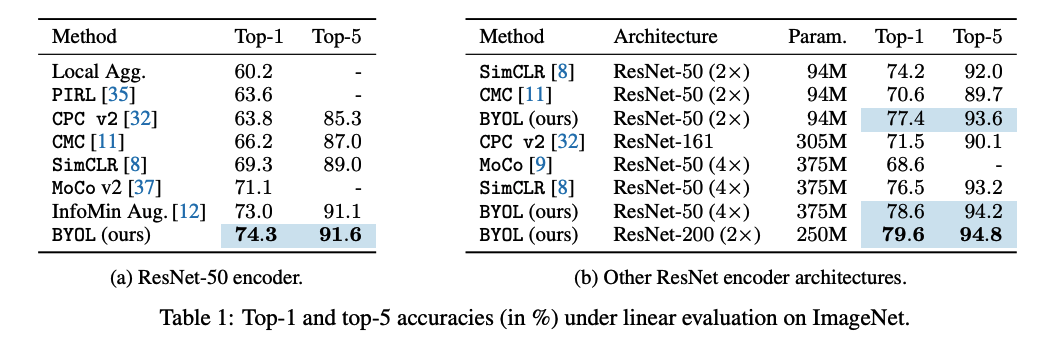 Method Top-1 Top-5
Local Agg. 60.2 -
PIRL [35] 63.6 -
CPC v2 [32] 63.8 85.3
CMC [11] 66.2 87.0
SimCLR [8] 69.3 89.0
MoCo v2 [37] 71.1 -
InfoMin Aug. [12] 73.0 91.1
BYOL (ours) 74.3 91.6
(a) ResNet-50 encoder.
Method Architecture Param. Top-1 Top-5
SimCLR [8] ResNet-50 (2×) 94M 74.2 92.0
CMC [11] ResNet-50 (2×) 94M 70.6 89.7
BYOL (ours) ResNet-50 (2×) 94M 77.4 93.6
CPC v2 [32] ResNet-161 305M 71.5 90.1
MoCo [9] ResNet-50 (4×) 375M 68.6 -
SimCLR [8] ResNet-50 (4×) 375M 76.5 93.2
BYOL (ours) ResNet-50 (4×) 375M 78.6 94.2
BYOL (ours) ResNet-200 (2×) 250M 79.6 94.8
(b) Other ResNet encoder architectures.
Table 1: Top-1 and top-5 accuracies (in %) under linear evaluation on ImageNet.